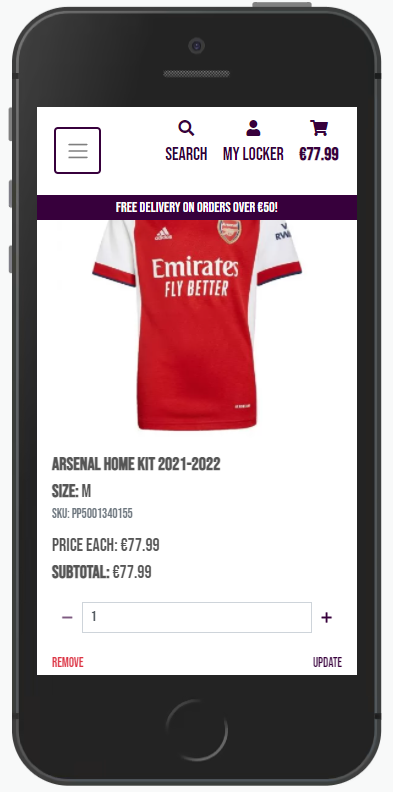 SEARCH MY LOCKER €77.99
FREE DELIVERY ON ORDERS OVER €50!
Emirates
FLY BETTER
ARSENAL HOME KIT 2021-2022
SIZE: M
SKU: PP5001340155
PRICE EACH: €77.99
SUBTOTAL: €77.99
− 1 +
REMOVE UPDATE